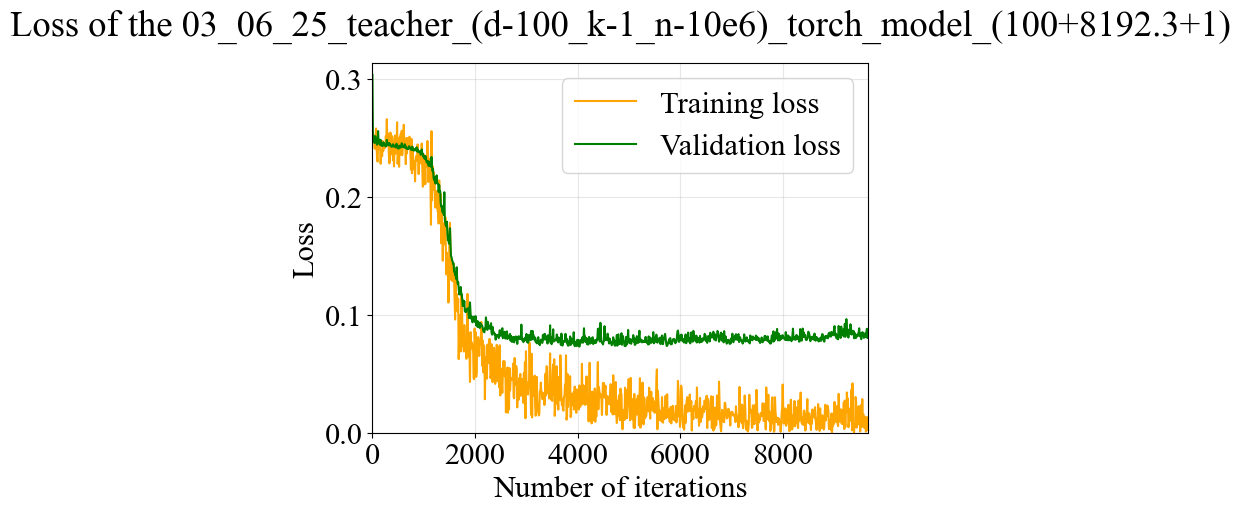 Loss of the 03_06_25_teacher_(d-100_k-1_n-10e6)_torch_model_(100+8192.3+1)
0.3
0.2
0.1
0.0
Loss
Training loss
Validation loss
0 2000 4000 6000 8000
Number of iterations